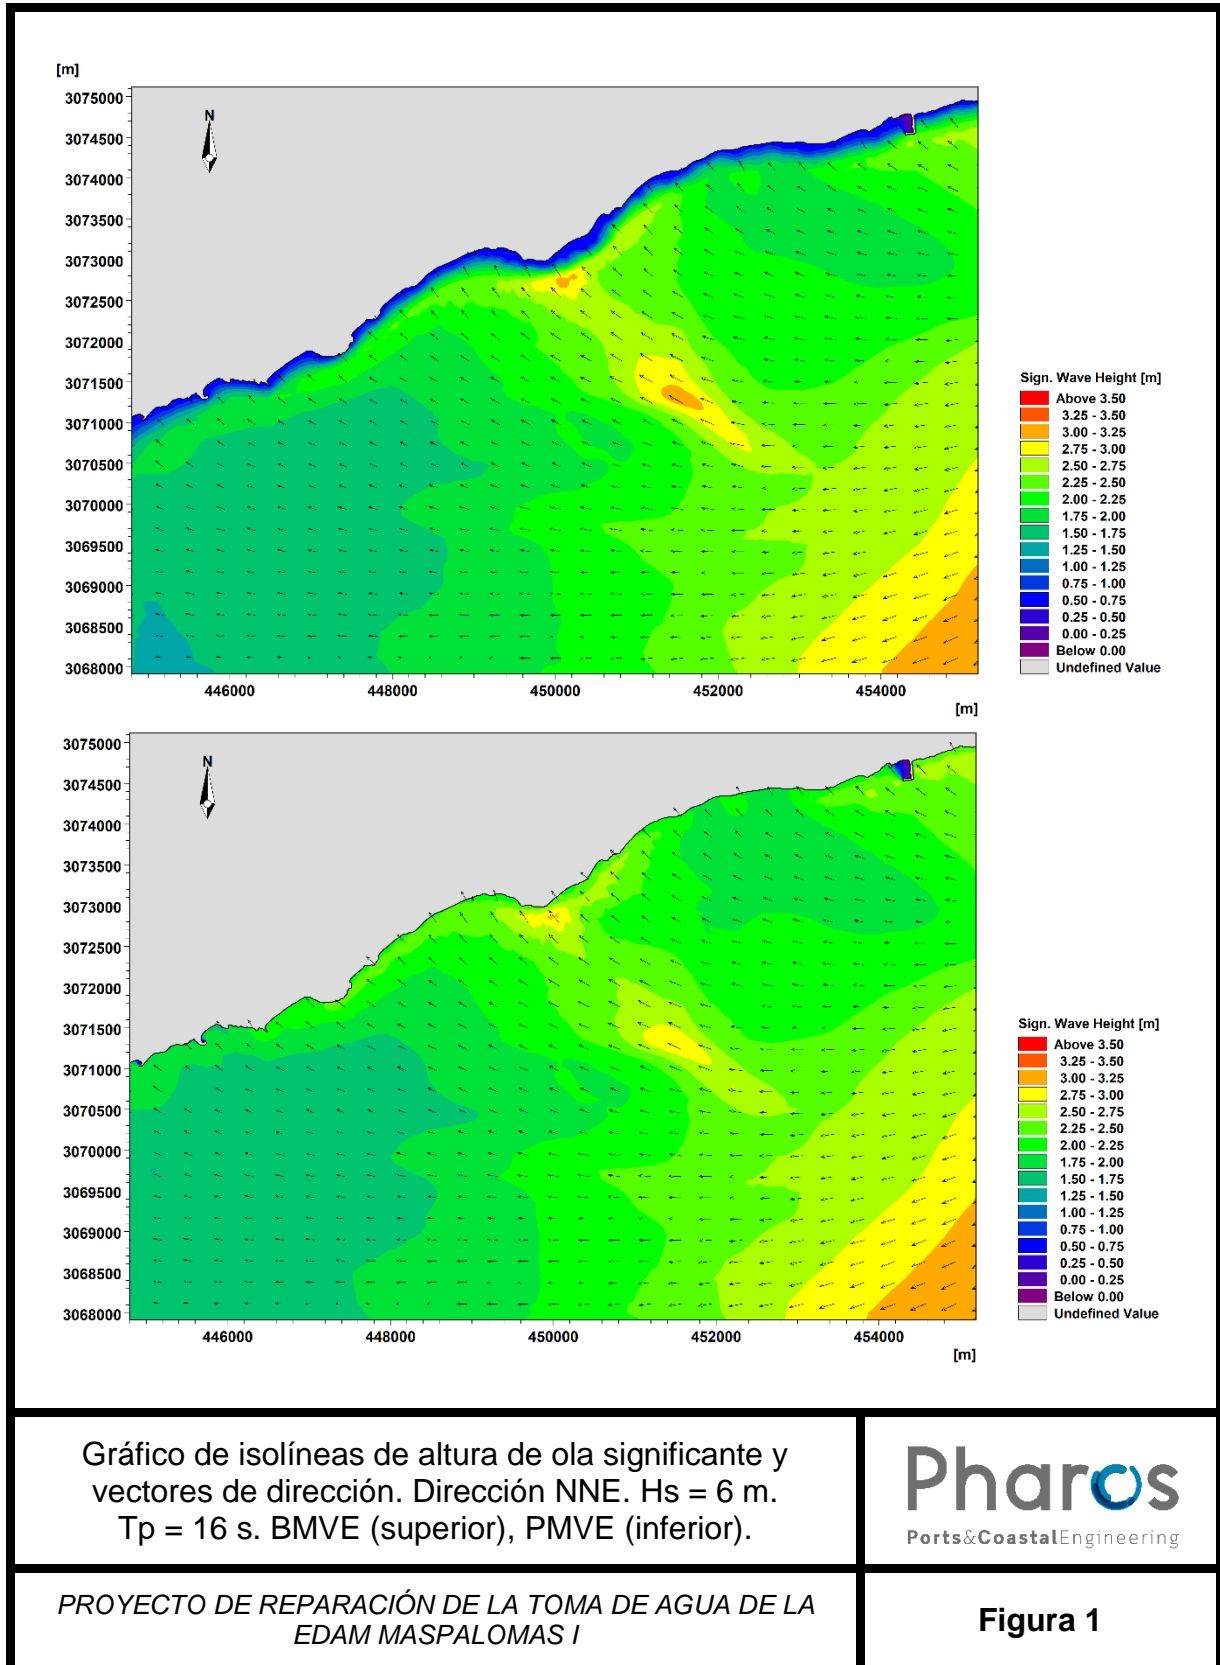 [m]
3075000
3074500
3074000
3073500
3073000
3072500
3072000
3071500
3071000
3070500
3070000
3069500
3069000
3068500
3068000
N
446000 448000 450000 452000 454000
[m]
Sign. Wave Height [m]
Above 3.50
3.25 - 3.50
3.00 - 3.25
2.75 - 3.00
2.50 - 2.75
2.25 - 2.50
2.00 - 2.25
1.75 - 2.00
1.50 - 1.75
1.25 - 1.50
1.00 - 1.25
0.75 - 1.00
0.50 - 0.75
0.25 - 0.50
0.00 - 0.25
Below 0.00
Undefined Value
3075000
3074500
3074000
3073500
3073000
3072500
3072000
3071500
3071000
3070500
3070000
3069500
3069000
3068500
3068000
N
446000 448000 450000 452000 454000
[m]
Sign. Wave Height [m]
Above 3.50
3.25 - 3.50
3.00 - 3.25
2.75 - 3.00
2.50 - 2.75
2.25 - 2.50
2.00 - 2.25
1.75 - 2.00
1.50 - 1.75
1.25 - 1.50
1.00 - 1.25
0.75 - 1.00
0.50 - 0.75
0.25 - 0.50
0.00 - 0.25
Below 0.00
Undefined Value
Gráfico de isolíneas de altura de ola significante y
vectores de dirección. Dirección NNE. Hs = 6 m.
Tp = 16 s. BMVE (superior), PMVE (inferior).
Pharos
Ports&CoastalEngineering
PROYECTO DE REPARACIÓN DE LA TOMA DE AGUA DE LA
EDAM MASPALOMAS I
Figura 1